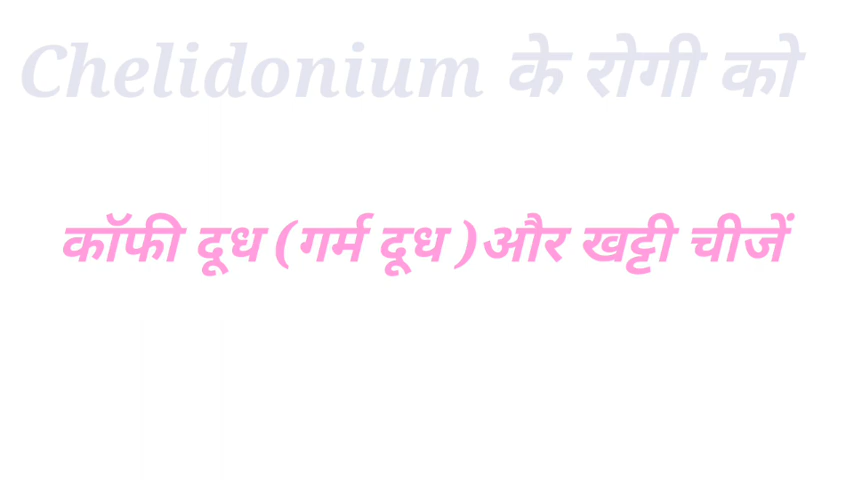 Chelidonium के रोगी को
कॉफी दूध (गर्म दूध )और खट्टी चीजें